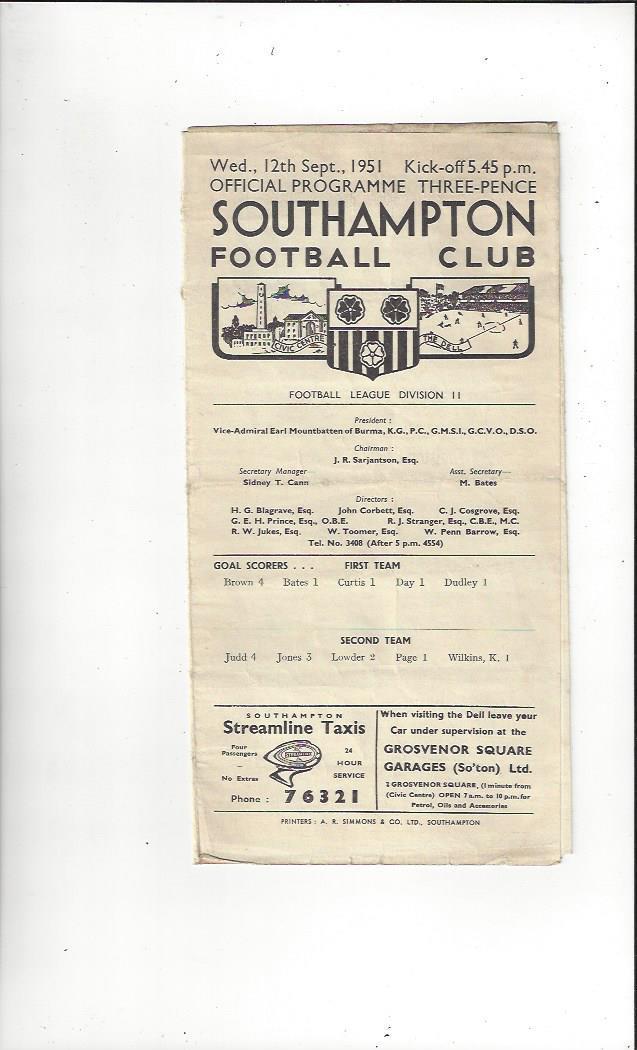 Wed., 12th Sept., 1951 Kick-off 5.45 p.m.
OFFICIAL PROGRAMME THREE-PENCE
SOUTHAMPTON
FOOTBALL CLUB
CIVIC CENTRE
THE DELL
FOOTBALL LEAGUE DIVISION II
President :
Vice-Admiral Earl Mountbatten of Burma, K.G., P.C., G.M.S.I., G.C.V.O., D.S.O.
Chairman :
J. R. Sarjantson, Esq.
Secretary Manager— Asst. Secretary—
Sidney T. Cann M. Bates
Directors :
H. G. Blagrave, Esq. John Corbett, Esq. C. J. Cosgrove, Esq.
G. E. H. Prince, Esq., O.B.E. R. J. Stranger, Esq., C.B.E., M.C.
R. W. Jukes, Esq. W. Toomer, Esq. W. Penn Barrow, Esq.
Tel. No. 3408 (After 5 p.m. 4554)
GOAL SCORERS . . . FIRST TEAM
Brown 4 Bates 1 Curtis 1 Day 1 Dudley 1
SECOND TEAM
Judd 4 Jones 3 Lowder 2 Page 1 Wilkins, K. 1
SOUTHAMPTON
Streamline Taxis
Four
Passengers
—
No Extras
24
HOUR
SERVICE
Phone : 76321
When visiting the Dell leave your
Car under supervision at the
GROSVENOR SQUARE
GARAGES (So'ton) Ltd.
2 GROSVENOR SQUARE, (1 minute from
(Civic Centre) OPEN 7 a.m. to 10 p.m. for
Petrol, Oils and Accessories
PRINTERS : A. R. SIMMONS & CO. LTD., SOUTHAMPTON